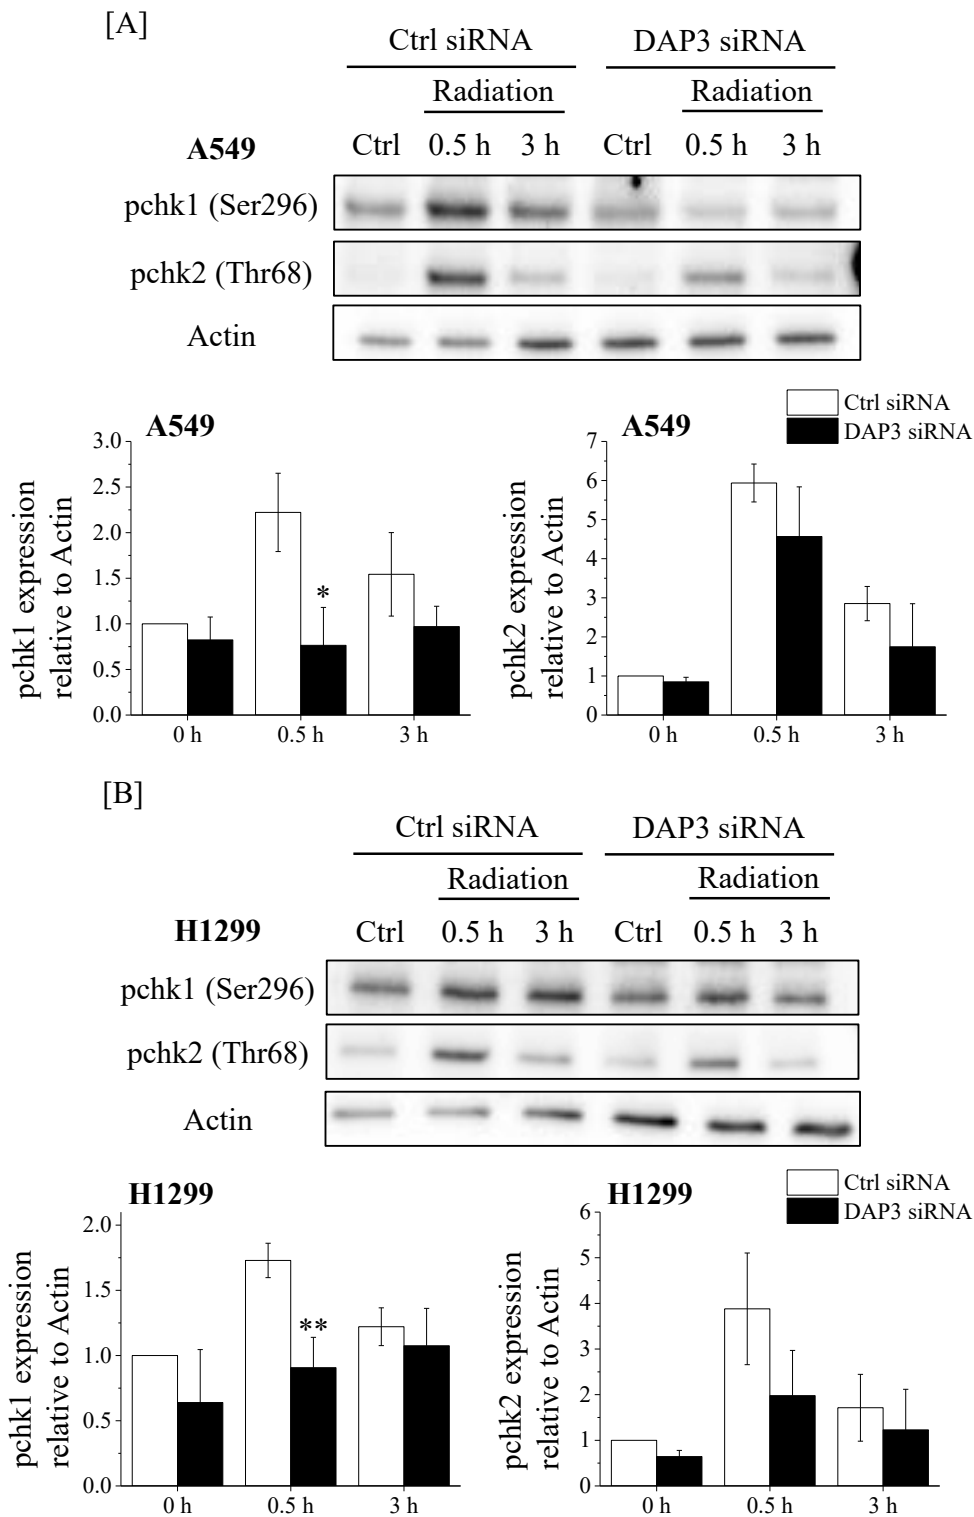 [A]
Ctrl siRNA DAP3 siRNA
Radiation Radiation
A549 Ctrl 0.5 h 3 h Ctrl 0.5 h 3 h
pchk1 (Ser296)
pchk2 (Thr68)
Actin
Ctrl siRNA
DAP3 siRNA
A549
pchk1 expression
relative to Actin
3.0
2.5
2.0
1.5
1.0
0.5
0.0
*
0 h 0.5 h 3 h
A549
pchk2 expression
relative to Actin
7
6
5
4
3
2
1
0
0 h 0.5 h 3 h
[B]
Ctrl siRNA DAP3 siRNA
Radiation Radiation
H1299 Ctrl 0.5 h 3 h Ctrl 0.5 h 3 h
pchk1 (Ser296)
pchk2 (Thr68)
Actin
Ctrl siRNA
DAP3 siRNA
H1299
pchk1 expression
relative to Actin
2.0
1.5
1.0
0.5
0.0
**
0 h 0.5 h 3 h
H1299
pchk2 expression
relative to Actin
6
5
4
3
2
1
0
0 h 0.5 h 3 h